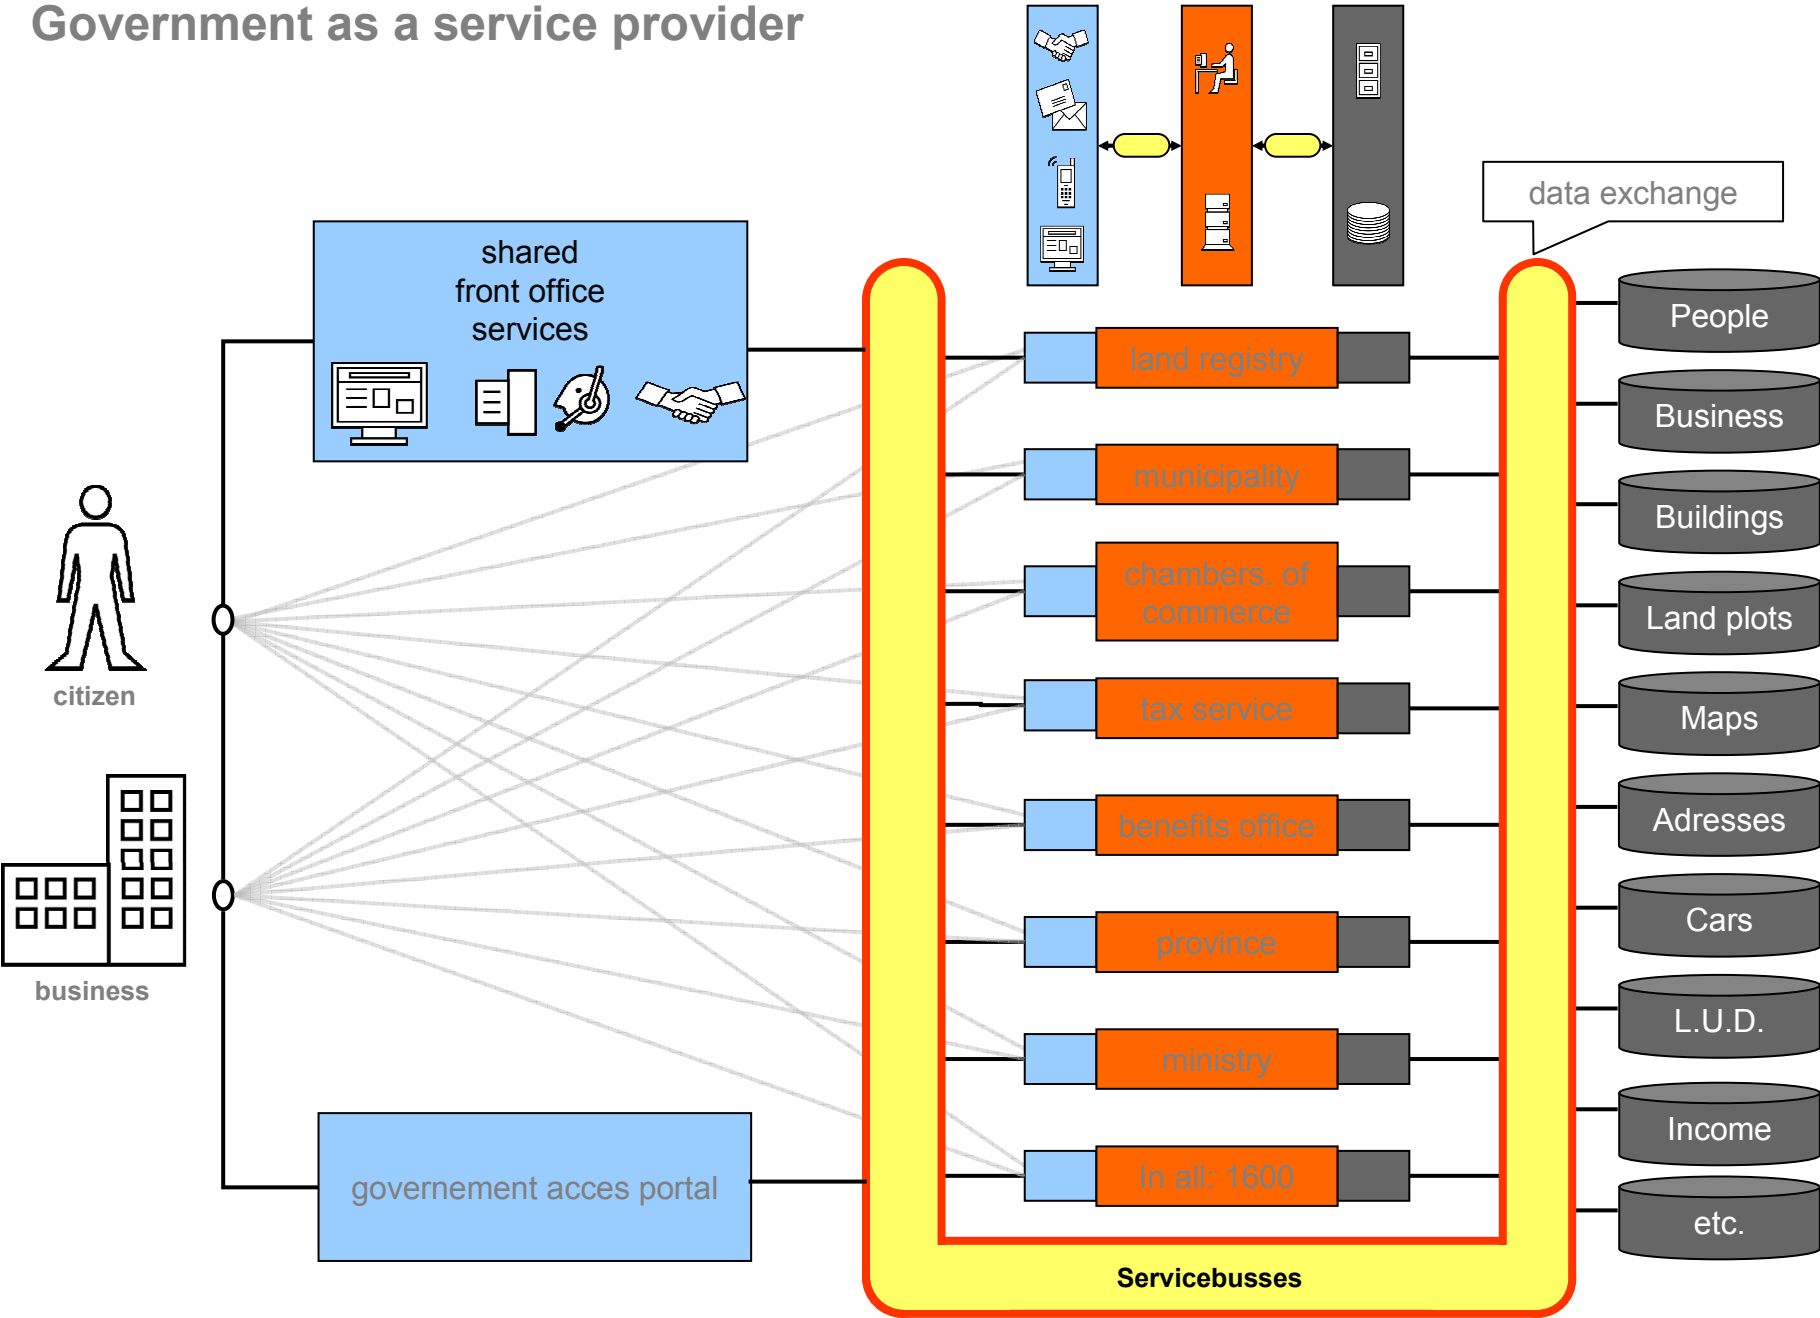 Government as a service provider
data exchange
shared
front office
services
land registry
municipality
chambers. of
commerce
tax service
benefits office
province
ministry
In all: 1600
People
Business
Buildings
Land plots
Maps
Adresses
Cars
L.U.D.
Income
etc.
citizen
business
governement acces portal
Servicebusses